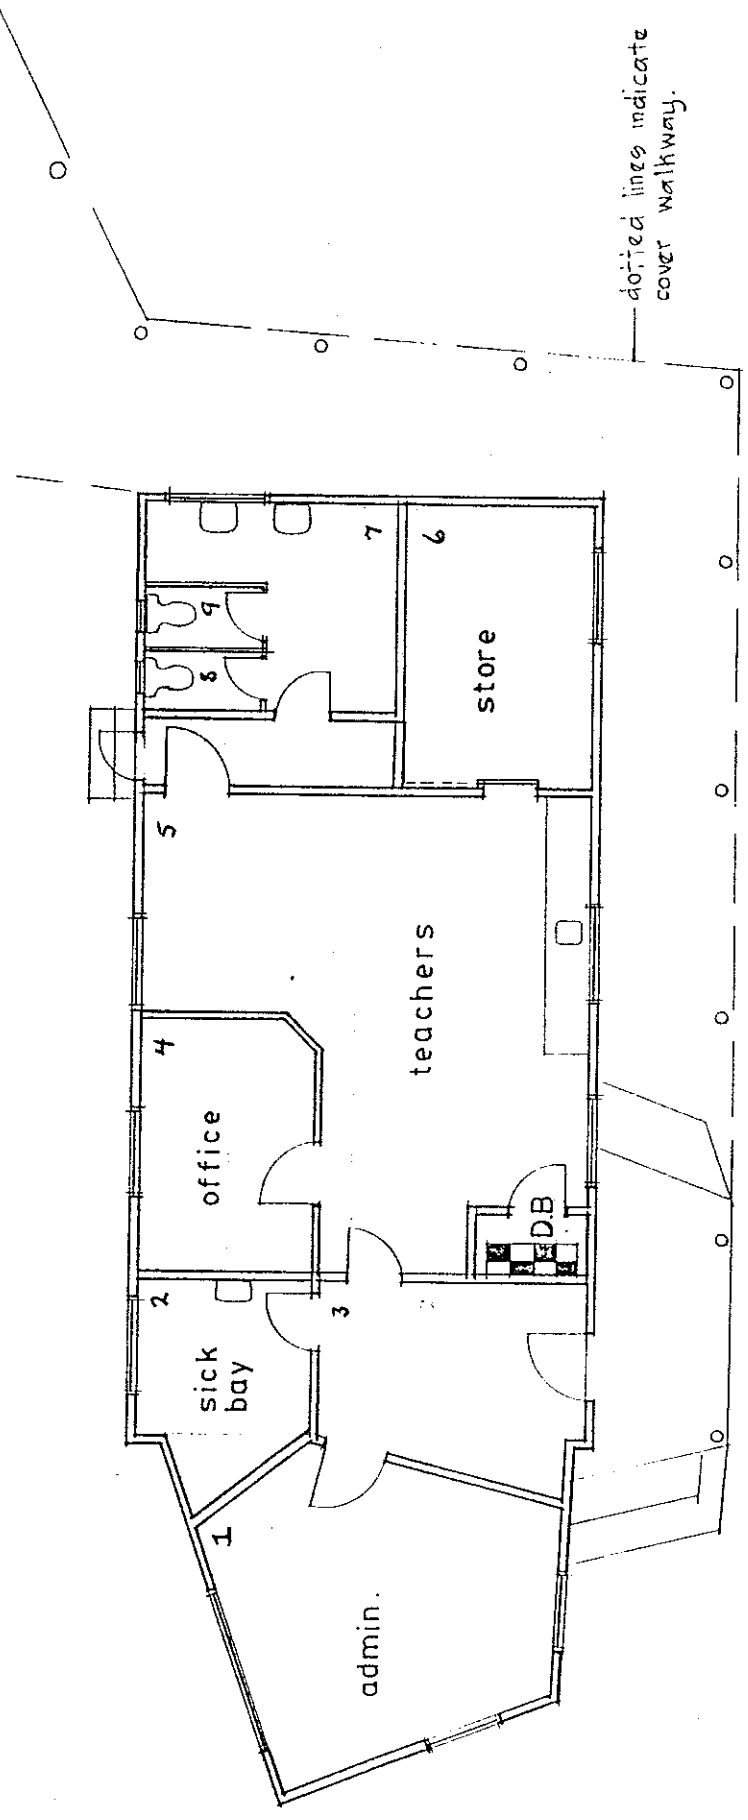 dotted lines indicate
cover walkway.
1
admin.
2
sick
bay
3
4
office
5
teachers
D.B
6
store
7
8
9